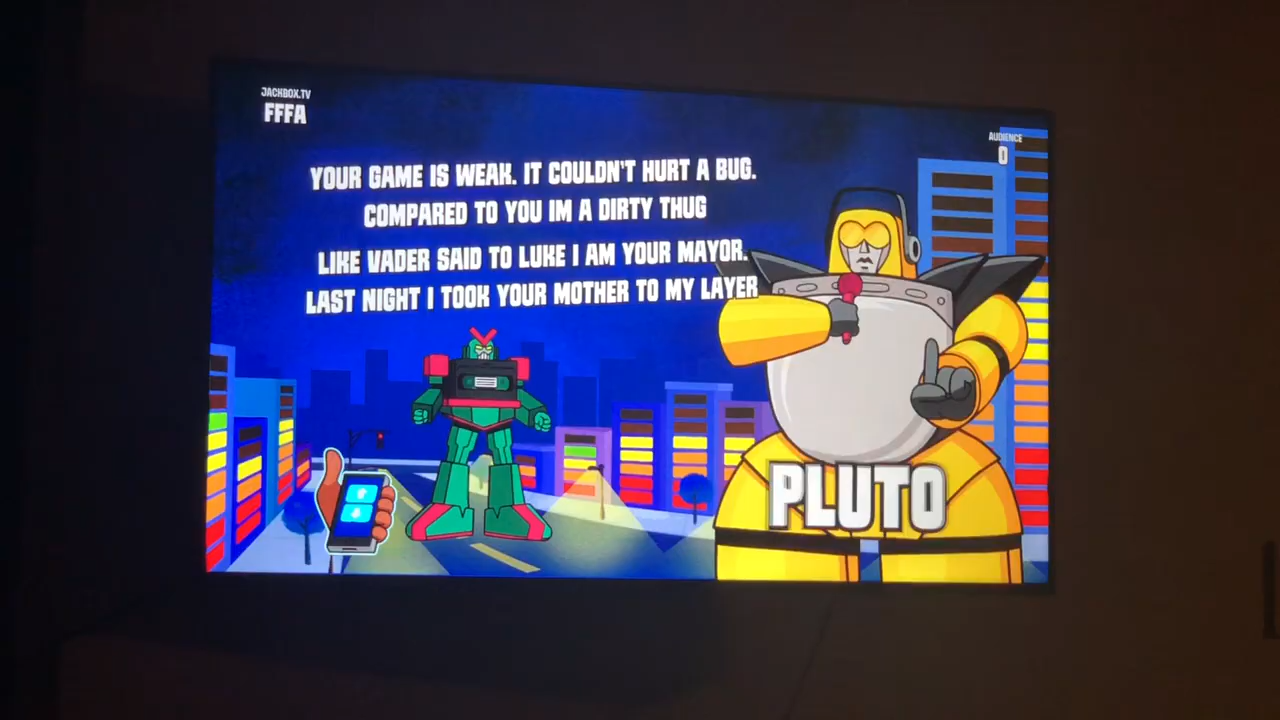 JACKBOX.TV
FFFA
AUDIENCE
0
YOUR GAME IS WEAK. IT COULDN'T HURT A BUG.
COMPARED TO YOU IM A DIRTY THUG
LIKE VADER SAID TO LUKE I AM YOUR MAYOR.
LAST NIGHT I TOOK YOUR MOTHER TO MY LAYER
PLUTO